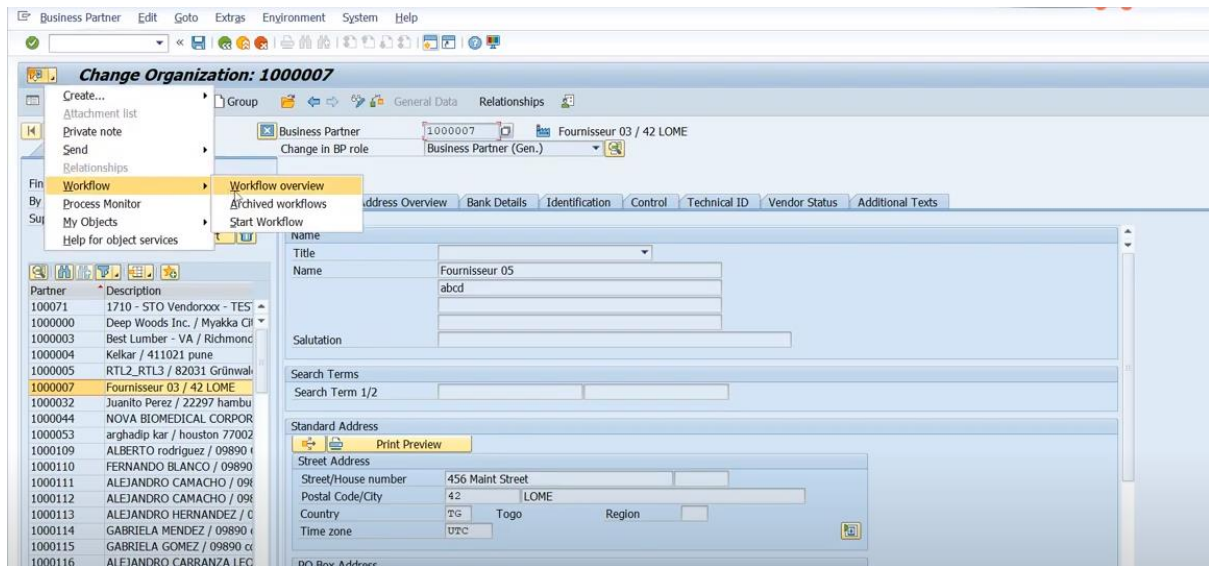 Business Partner Edit Goto Extras Environment System Help
Change Organization: 1000007
Create...
Attachment list
Private note
Send
Relationships
Workflow
Process Monitor
My Objects
Help for object services
Workflow overview
Archived workflows
Start Workflow
Group General Data Relationships
Business Partner 1000007 Fournisseur 03 / 42 LOME
Change in BP role Business Partner (Gen.)
Fin
By
ddress Overview Bank Details Identification Control Technical ID Vendor Status Additional Texts
Name
Title
Name Fournisseur 05
abcd
Salutation
Search Terms
Search Term 1/2
Standard Address
Print Preview
Street Address
Street/House number 456 Maint Street
Postal Code/City 42 LOME
Country TG Togo Region
Time zone UTC
PO Box Address
Partner Description
100071 1710 - STO Vendorxxx - TES
1000000 Deep Woods Inc. / Myakka Ci
1000003 Best Lumber - VA / Richmond
1000004 Kelkar / 411021 pune
1000005 RTL2_RTL3 / 82031 Grünwal
1000007 Fournisseur 03 / 42 LOME
1000032 Juanito Perez / 22297 hambu
1000044 NOVA BIOMEDICAL CORPOR
1000053 arghadip kar / houston 77002
1000109 ALBERTO rodriguez / 09890
1000110 FERNANDO BLANCO / 09890
1000111 ALEJANDRO CAMACHO / 098
1000112 ALEJANDRO CAMACHO / 098
1000113 ALEJANDRO HERNANDEZ / 0
1000114 GABRIELA MENDEZ / 09890
1000115 GABRIELA GOMEZ / 09890 co
1000116 ALEJANDRO CARRANZA LEO